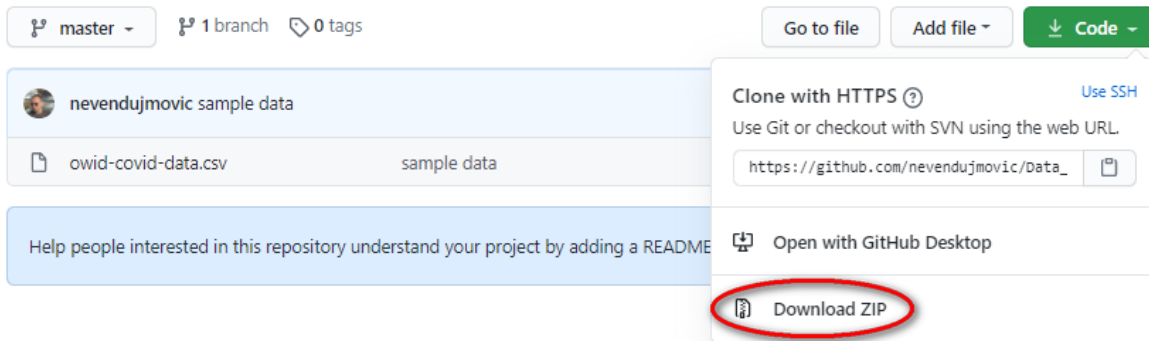 master
1 branch
0 tags
Go to file
Add file
Code
nevendujmovic sample data
owid-covid-data.csv
sample data
Help people interested in this repository understand your project by adding a README
Clone with HTTPS
Use SSH
Use Git or checkout with SVN using the web URL.
https://github.com/nevendujmovic/Data_
Open with GitHub Desktop
Download ZIP